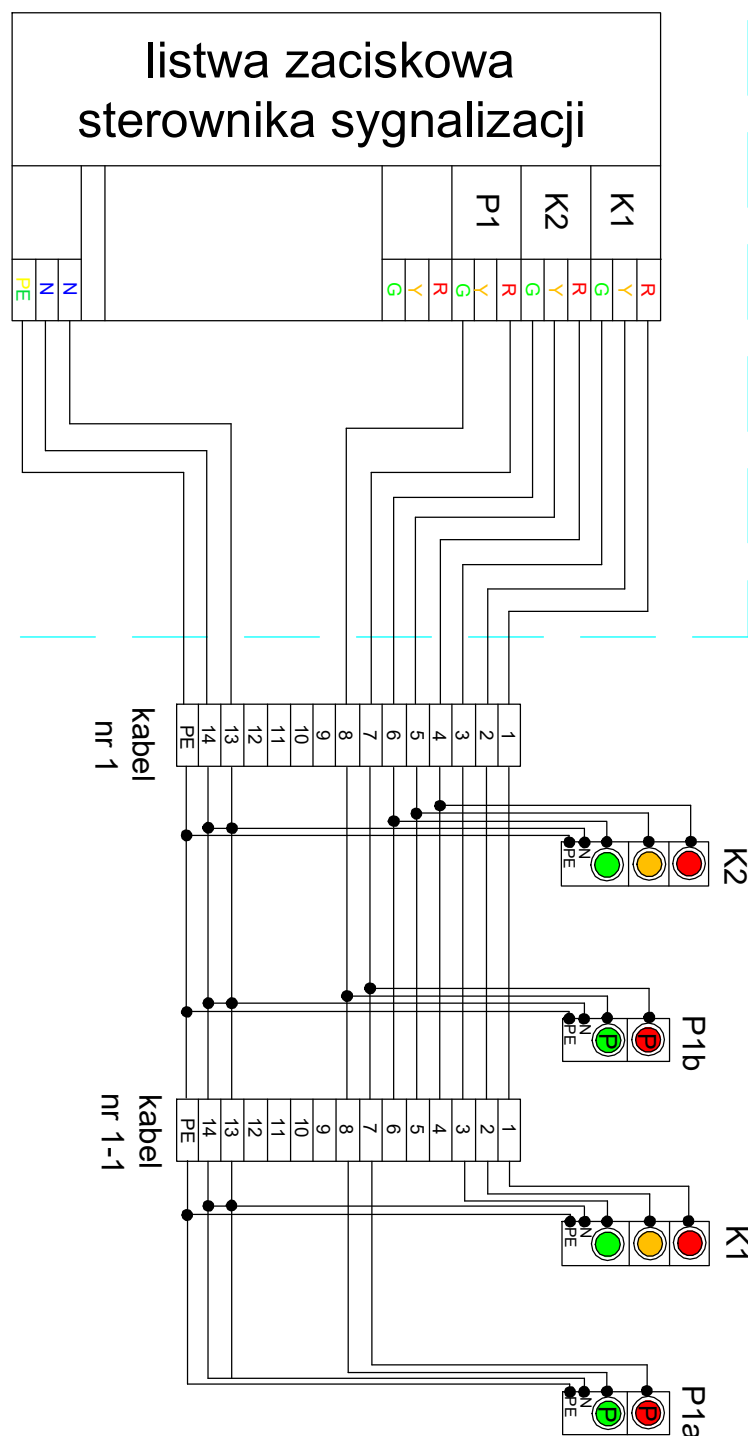 listwa zaciskowa
sterownika sygnalizacji
P1 K2 K1
PE N N G Y R G Y R G Y R G Y R
kabel
nr 1
PE 14 13 12 11 10 9 8 7 6 5 4 3 2 1
PE N
K2
PE N P P
P1b
kabel
nr 1-1
PE 14 13 12 11 10 9 8 7 6 5 4 3 2 1
PE N
K1
PE N P P
P1a